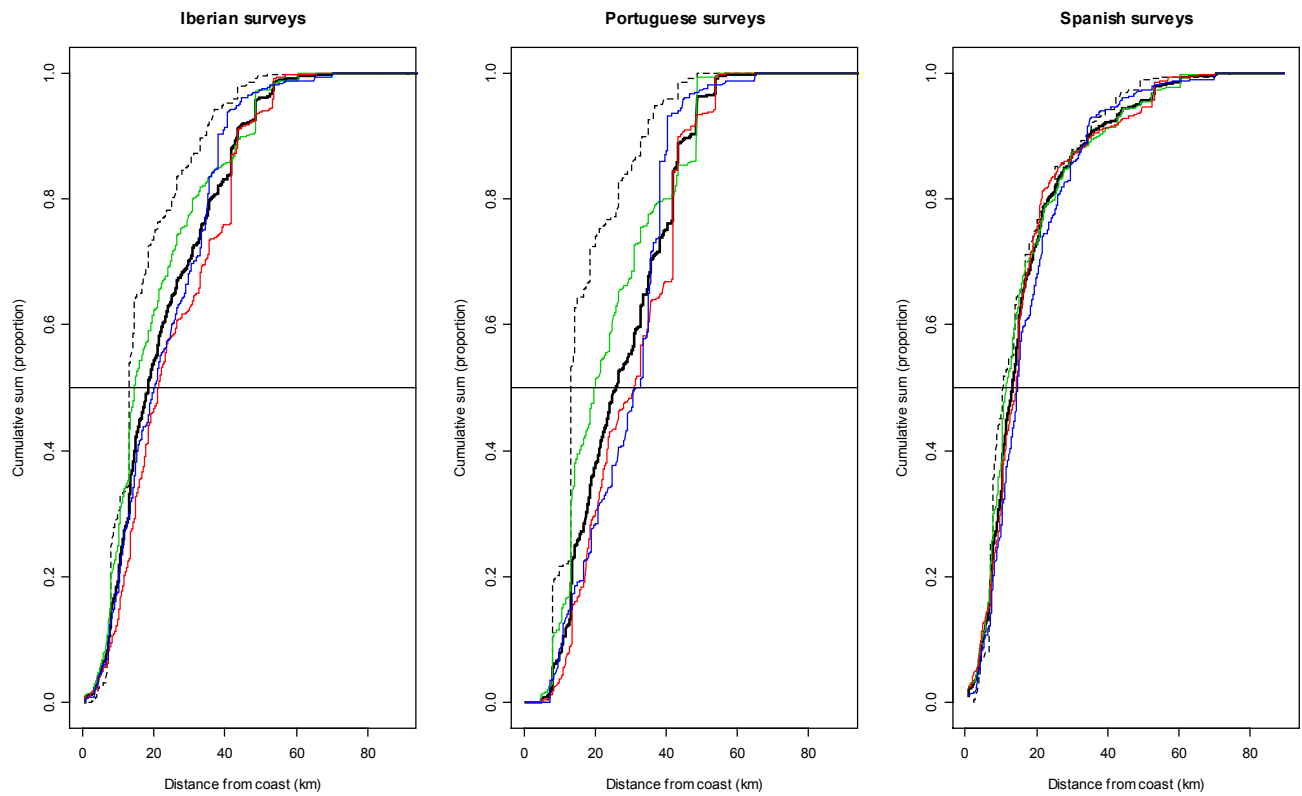 Iberian surveys
Cumulative sum (proportion)
1.0
0.8
0.6
0.4
0.2
0.0
0 20 40 60 80
Distance from coast (km)
Portuguese surveys
Cumulative sum (proportion)
1.0
0.8
0.6
0.4
0.2
0.0
0 20 40 60 80
Distance from coast (km)
Spanish surveys
Cumulative sum (proportion)
1.0
0.8
0.6
0.4
0.2
0.0
0 20 40 60 80
Distance from coast (km)